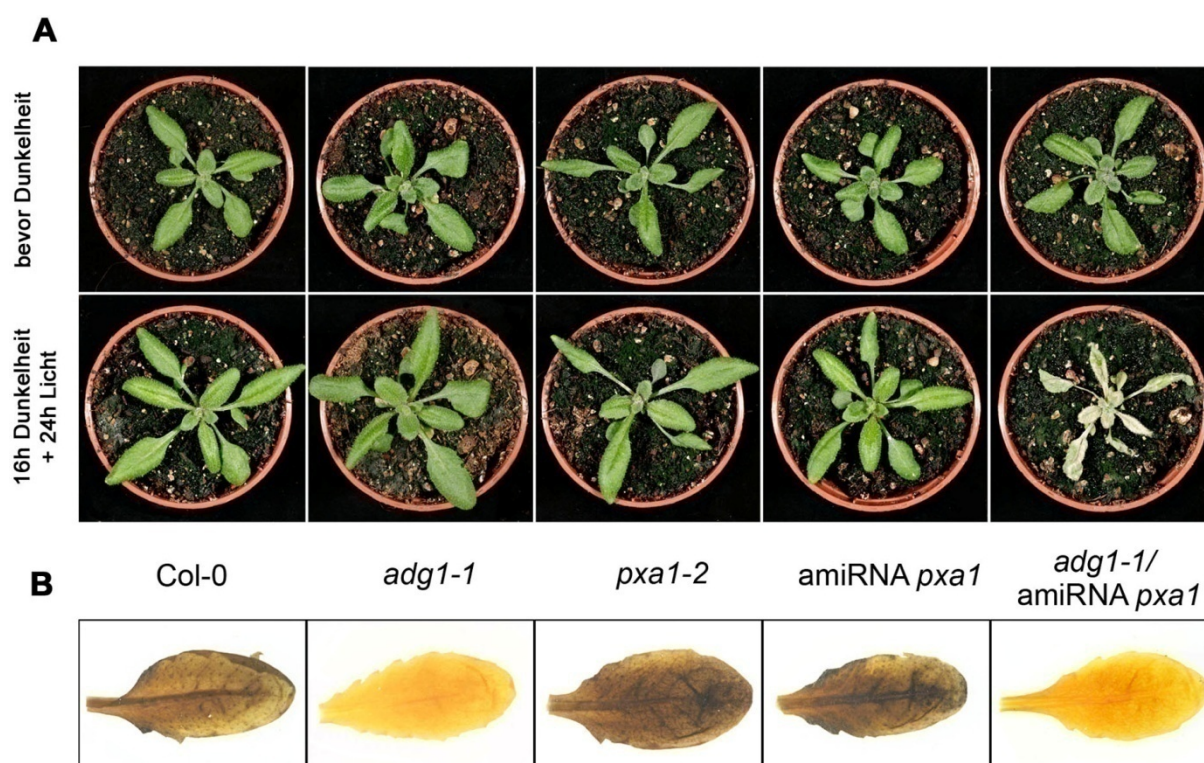 A
bevor Dunkelheit
16h Dunkelheit
+ 24h Licht
Col-0
adg1-1
pxa1-2
amiRNA pxa1
adg1-1/
amiRNA pxa1
B